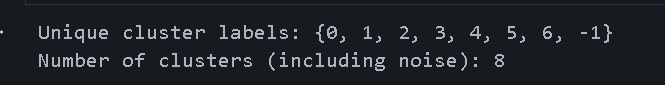 Unique cluster labels: {0, 1, 2, 3, 4, 5, 6, -1}
Number of clusters (including noise): 8